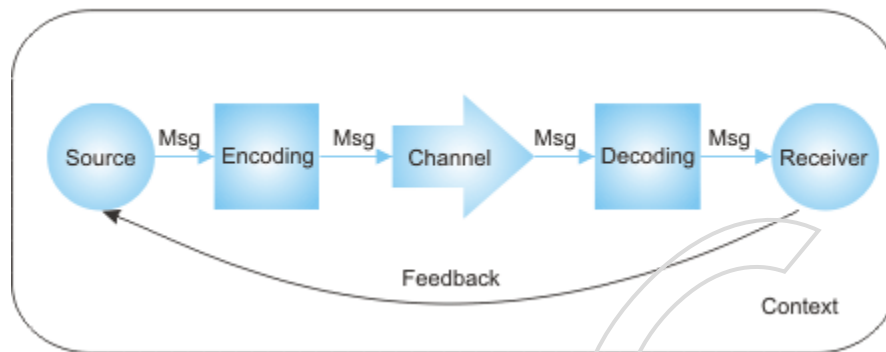 Msg Msg Msg Msg
Source Encoding Channel Decoding Receiver
Feedback
Context